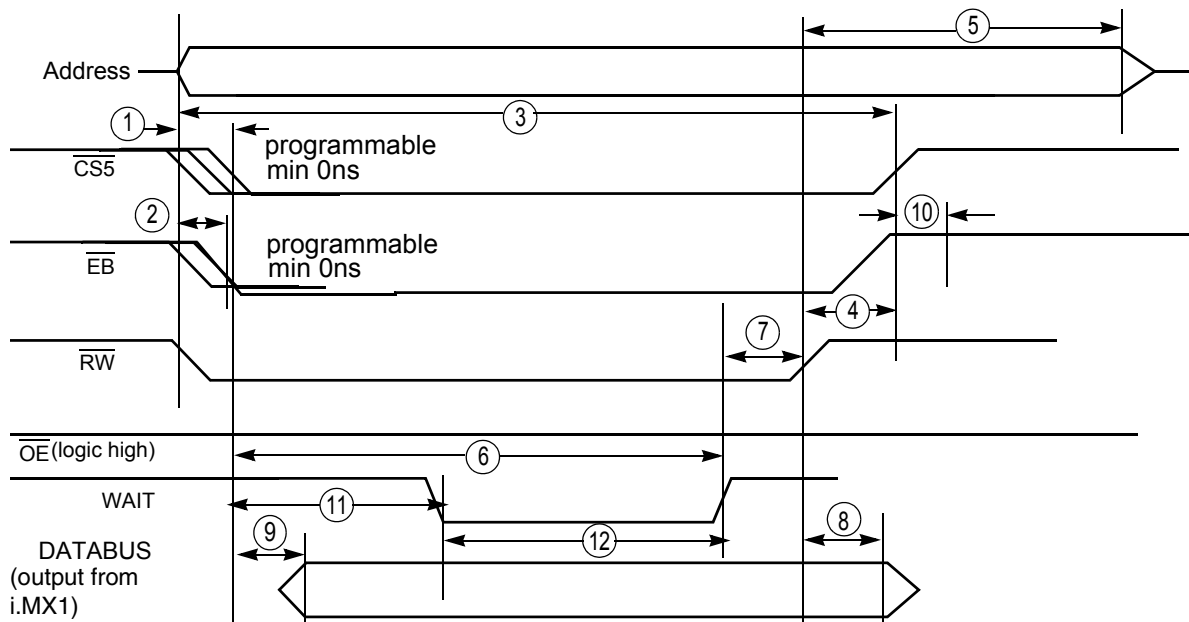 5
Address
3
1
programmable
min 0ns
CS5
2
10
programmable
min 0ns
EB
4
7
RW
OE (logic high)
6
WAIT
11
9
12
8
DATABUS
(output from
i.MX1)